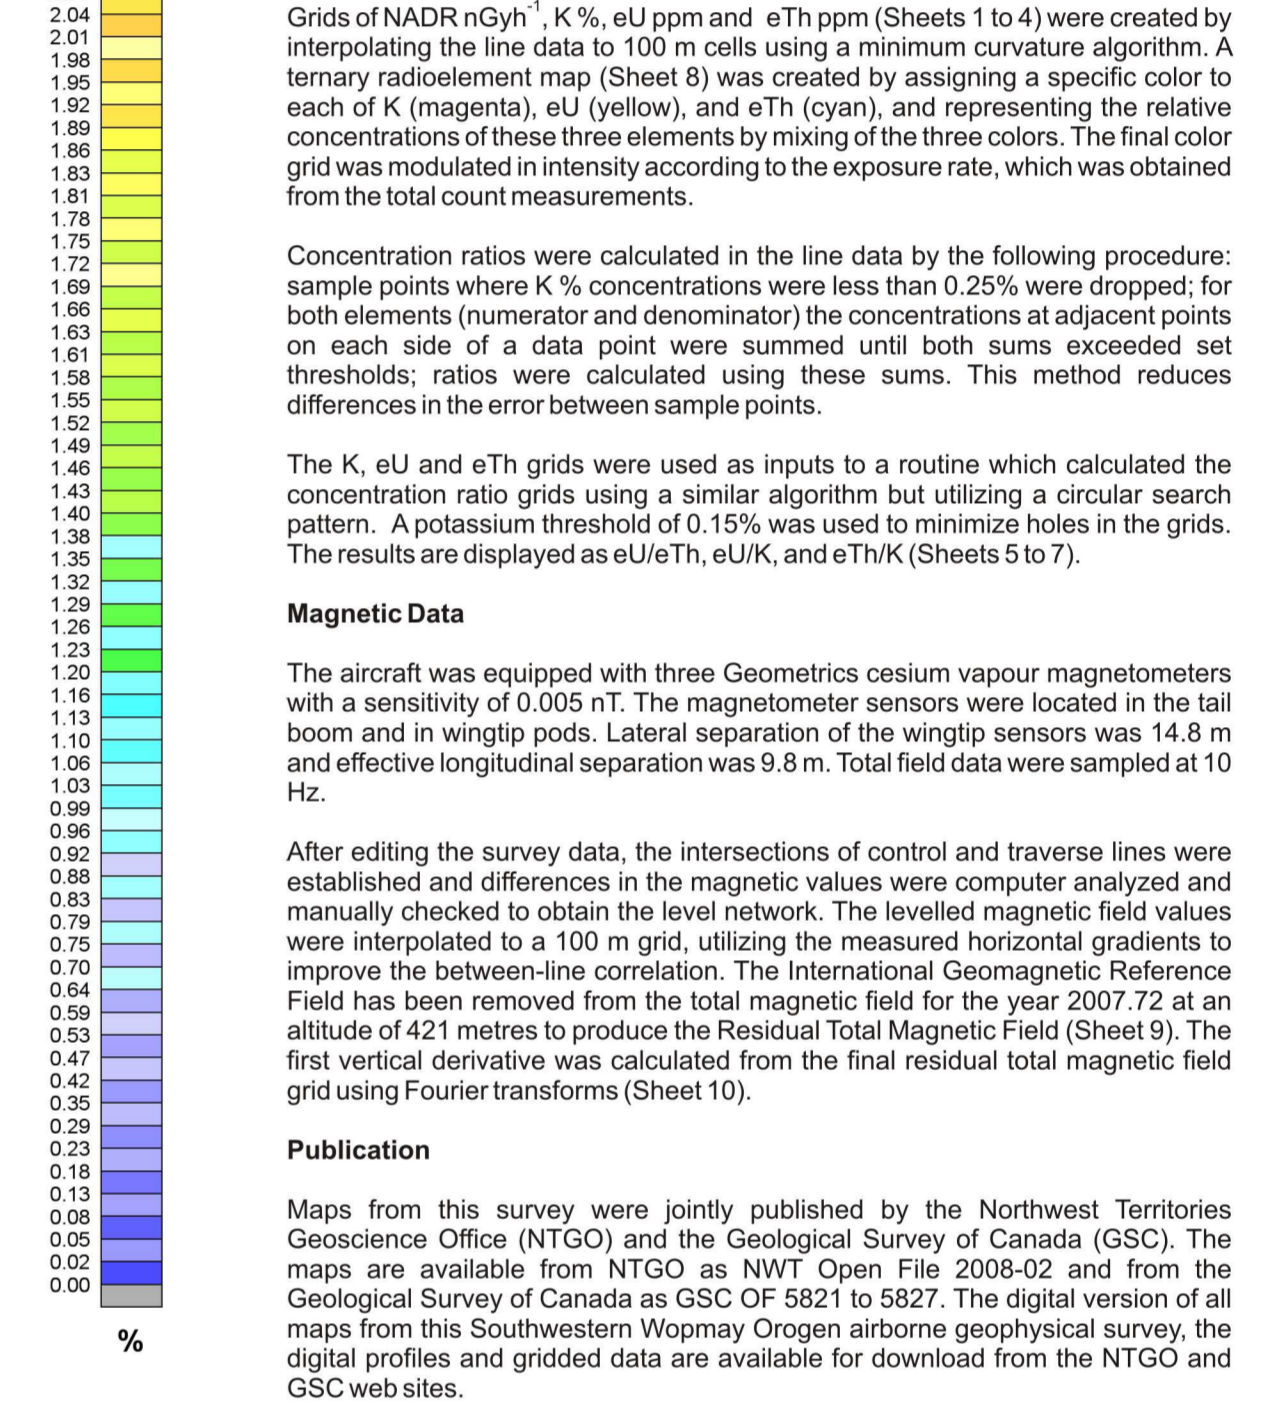 2.04
2.01
1.98
1.95
1.92
1.89
1.86
1.83
1.81
1.78
1.75
1.72
1.69
1.66
1.63
1.61
1.58
1.55
1.52
1.49
1.46
1.43
1.40
1.38
1.35
1.32
1.29
1.26
1.23
1.20
1.16
1.13
1.10
1.06
1.03
0.99
0.96
0.92
0.88
0.83
0.79
0.75
0.70
0.64
0.59
0.53
0.47
0.42
0.35
0.29
0.23
0.18
0.13
0.08
0.05
0.02
0.00
%
Grids of NADR nGyh⁻¹, K %, eU ppm and eTh ppm (Sheets 1 to 4) were created by
interpolating the line data to 100 m cells using a minimum curvature algorithm. A
ternary radioelement map (Sheet 8) was created by assigning a specific color to
each of K (magenta), eU (yellow), and eTh (cyan), and representing the relative
concentrations of these three elements by mixing of the three colors. The final color
grid was modulated in intensity according to the exposure rate, which was obtained
from the total count measurements.
Concentration ratios were calculated in the line data by the following procedure:
sample points where K % concentrations were less than 0.25% were dropped; for
both elements (numerator and denominator) the concentrations at adjacent points
on each side of a data point were summed until both sums exceeded set
thresholds; ratios were calculated using these sums. This method reduces
differences in the error between sample points.
The K, eU and eTh grids were used as inputs to a routine which calculated the
concentration ratio grids using a similar algorithm but utilizing a circular search
pattern. A potassium threshold of 0.15% was used to minimize holes in the grids.
The results are displayed as eU/eTh, eU/K, and eTh/K (Sheets 5 to 7).
Magnetic Data
The aircraft was equipped with three Geometrics cesium vapour magnetometers
with a sensitivity of 0.005 nT. The magnetometer sensors were located in the tail
boom and in wingtip pods. Lateral separation of the wingtip sensors was 14.8 m
and effective longitudinal separation was 9.8 m. Total field data were sampled at 10
Hz.
After editing the survey data, the intersections of control and traverse lines were
established and differences in the magnetic values were computer analyzed and
manually checked to obtain the level network. The levelled magnetic field values
were interpolated to a 100 m grid, utilizing the measured horizontal gradients to
improve the between-line correlation. The International Geomagnetic Reference
Field has been removed from the total magnetic field for the year 2007.72 at an
altitude of 421 metres to produce the Residual Total Magnetic Field (Sheet 9). The
first vertical derivative was calculated from the final residual total magnetic field
grid using Fourier transforms (Sheet 10).
Publication
Maps from this survey were jointly published by the Northwest Territories
Geoscience Office (NTGO) and the Geological Survey of Canada (GSC). The
maps are available from NTGO as NWT Open File 2008-02 and from the
Geological Survey of Canada as GSC OF 5821 to 5827. The digital version of all
maps from this Southwestern Wopmay Orogen airborne geophysical survey, the
digital profiles and gridded data are available for download from the NTGO and
GSC web sites.